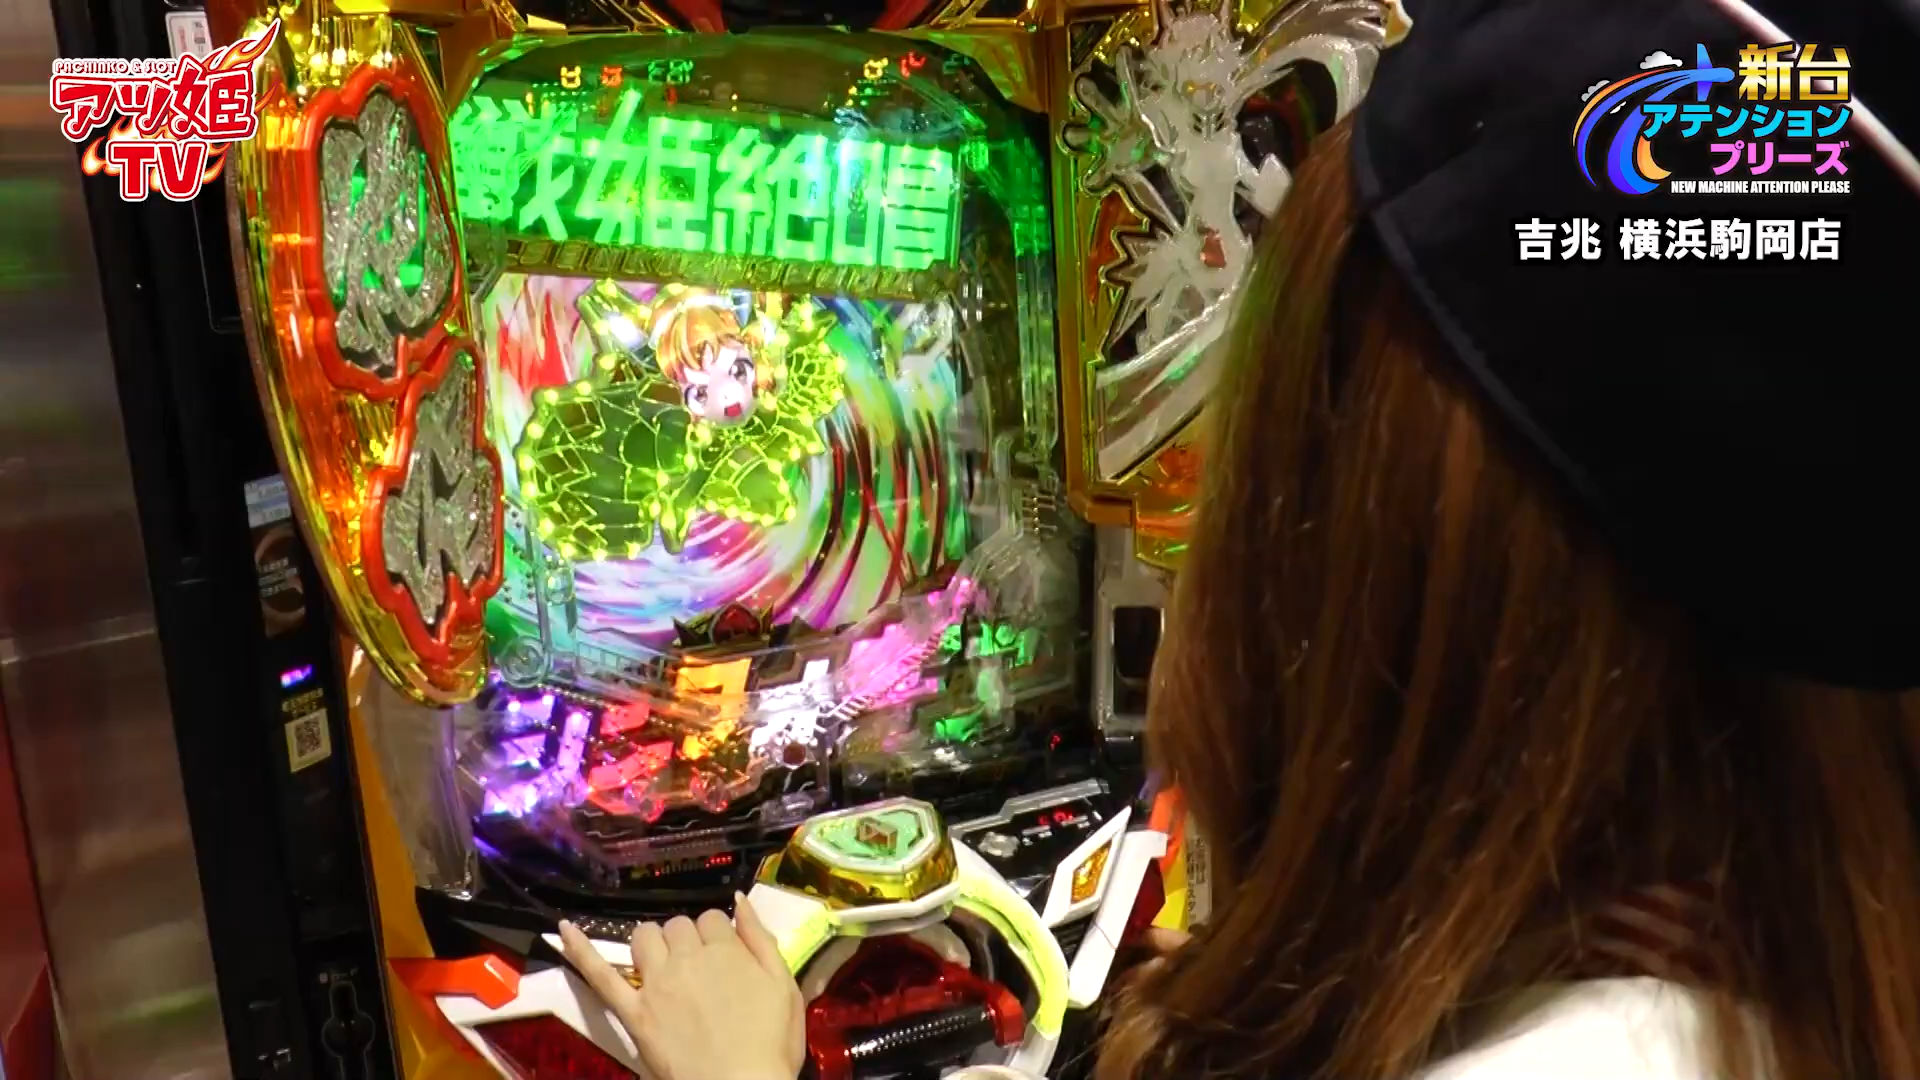 PACHINKO & SLOT
アツ姫
TV
新台
アテンション
プリーズ
NEW MACHINE ATTENTION PLEASE
吉兆 横浜駒岡店
戦姫絶唱